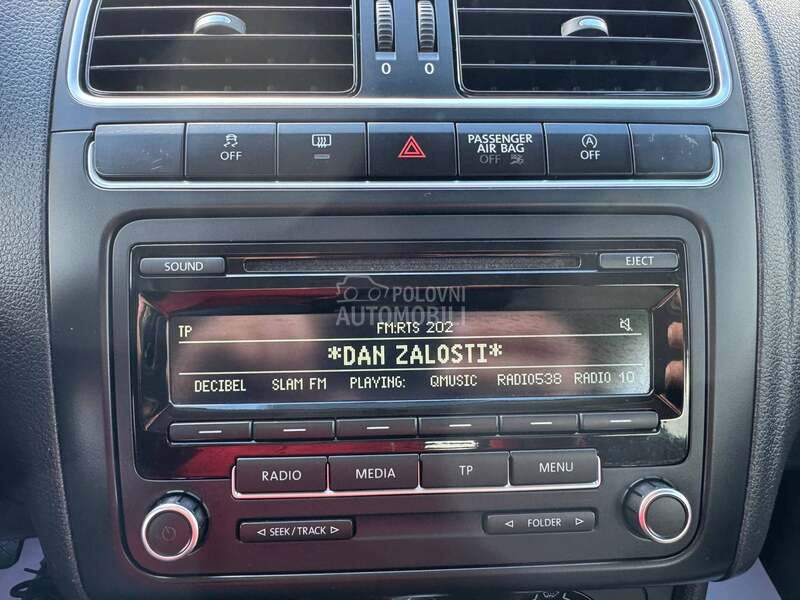 0 0
OFF
PASSENGER
AIR BAG
OFF
OFF
SOUND
EJECT
POLOVNI
AUTOMOBILI
TP FM:RTS 202
*DAN ZALOSTI*
DECIBEL SLAM FM PLAYING: QMUSIC RADIO538 RADIO 10
RADIO MEDIA TP MENU
SEEK/TRACK
FOLDER